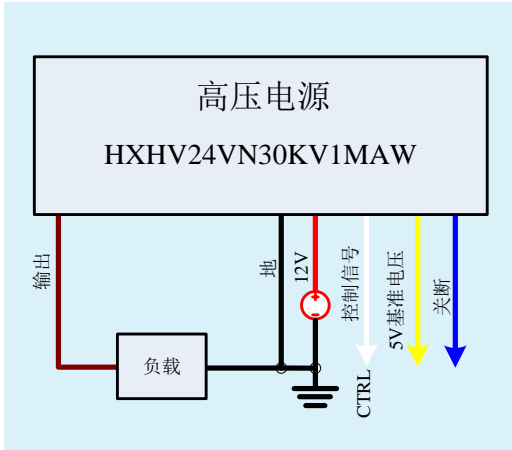 高压电源
HXHV24VN30KV1MAW
输出
地
12V
控制信号
5V基准电压
关断
负载
CTRL